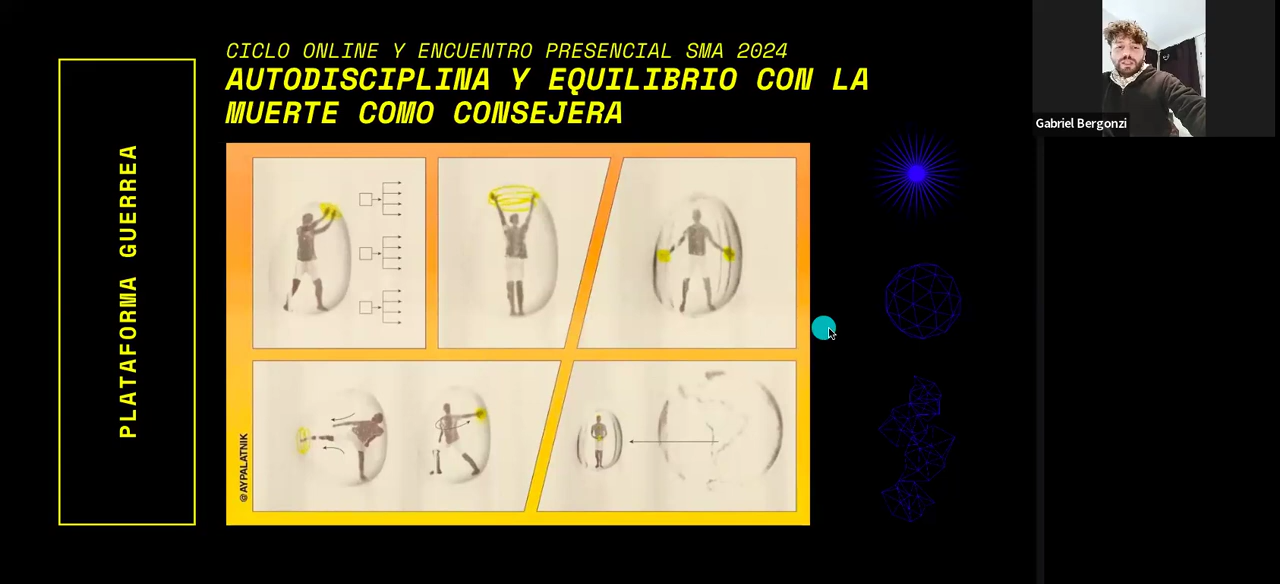 CICLO ONLINE Y ENCUENTRO PRESENCIAL SMA 2024
AUTODISCIPLINA Y EQUILIBRIO CON LA
MUERTE COMO CONSEJERA
PLATAFORMA GUERREA
@AYPALATNIK
Gabriel Bergonzi